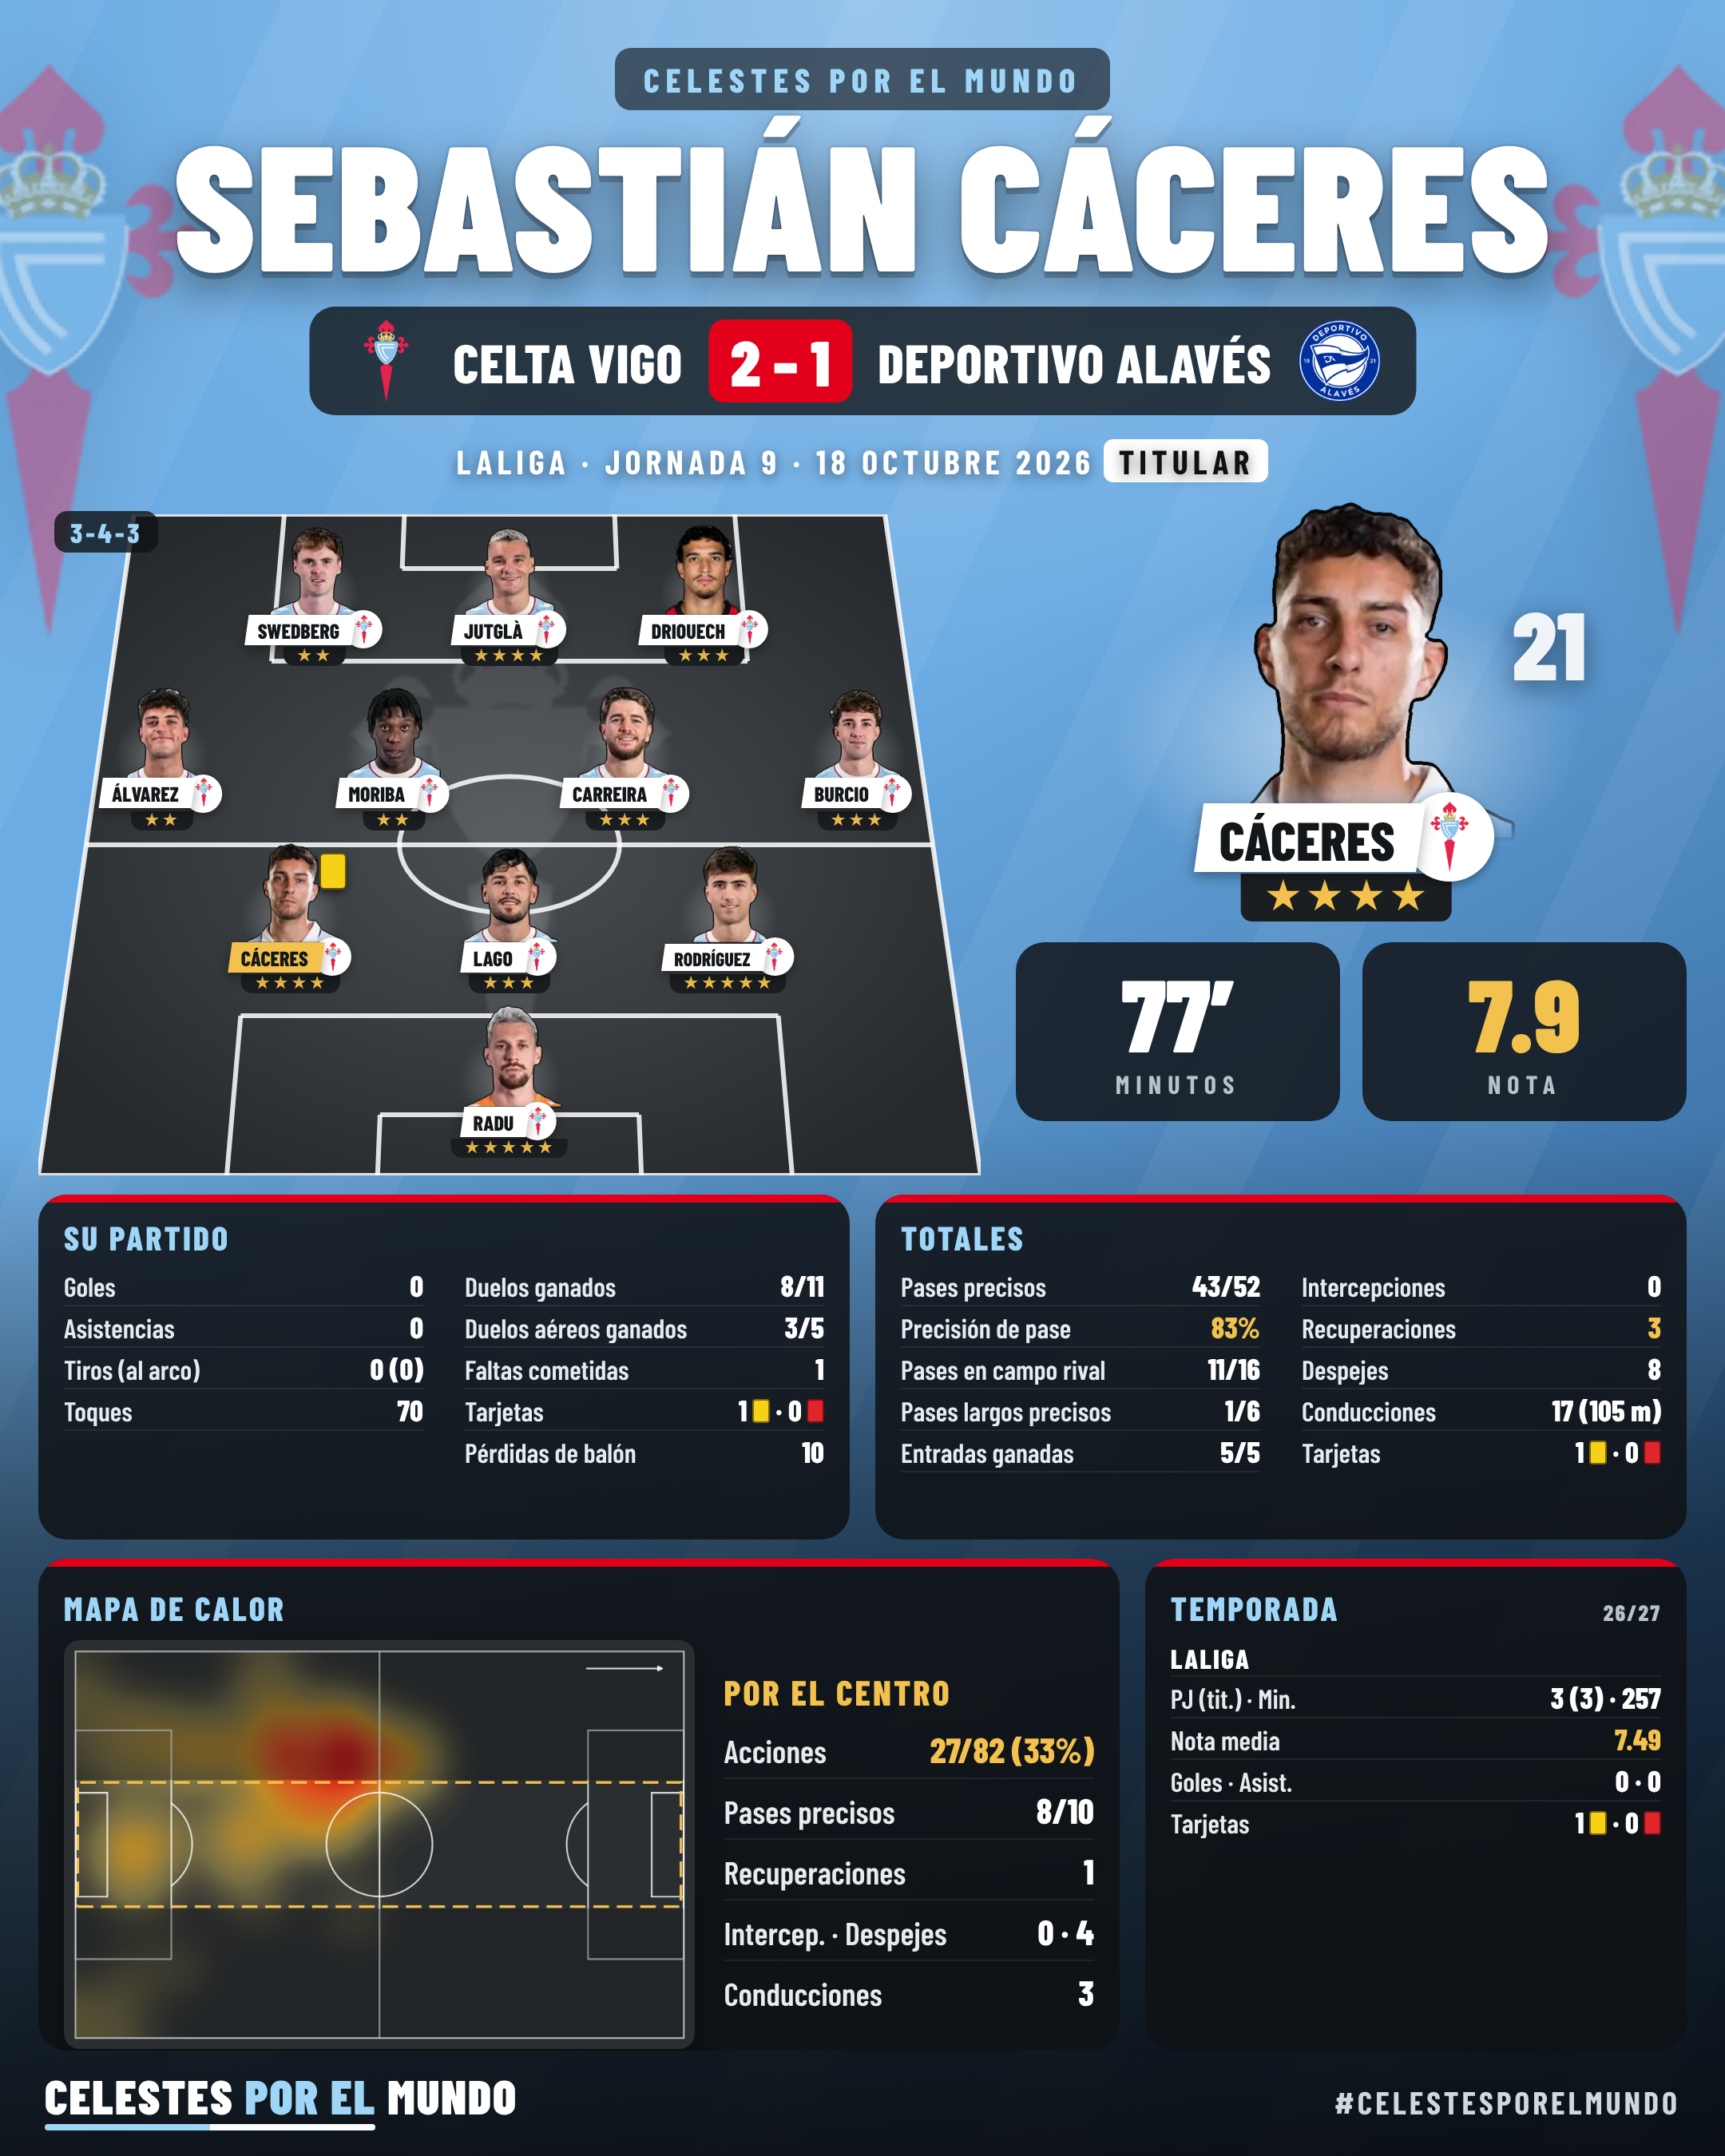 CELESTES POR EL MUNDO
SEBASTIÁN CÁCERES
CELTA VIGO 2 - 1 DEPORTIVO ALAVÉS
DEPORTIVO
19 21
ALAVÉS
LALIGA · JORNADA 9 · 18 OCTUBRE 2026 TITULAR
3-4-3
SWEDBERG JUTGLÀ DRIOUECH
★★ ★★★★ ★★★
ÁLVAREZ MORIBA CARREIRA BURCIO
★★ ★★ ★★★ ★★★
CÁCERES LAGO RODRÍGUEZ
★★★★ ★★★ ★★★★★
RADU
★★★★★
21
CÁCERES
★★★★
77’ 7.9
MINUTOS NOTA
SU PARTIDO
Goles 0
Asistencias 0
Tiros (al arco) 0 (0)
Toques 70
Duelos ganados 8/11
Duelos aéreos ganados 3/5
Faltas cometidas 1
Tarjetas 1 · 0
Pérdidas de balón 10
TOTALES
Pases precisos 43/52
Precisión de pase 83%
Pases en campo rival 11/16
Pases largos precisos 1/6
Entradas ganadas 5/5
Intercepciones 0
Recuperaciones 3
Despejes 8
Conducciones 17 (105 m)
Tarjetas 1 · 0
MAPA DE CALOR
POR EL CENTRO
Acciones 27/82 (33%)
Pases precisos 8/10
Recuperaciones 1
Intercep. · Despejes 0 · 4
Conducciones 3
TEMPORADA 26/27
LALIGA
PJ (tit.) · Min. 3 (3) · 257
Nota media 7.49
Goles · Asist. 0 · 0
Tarjetas 1 · 0
CELESTES POR EL MUNDO
#CELESTESPORELMUNDO